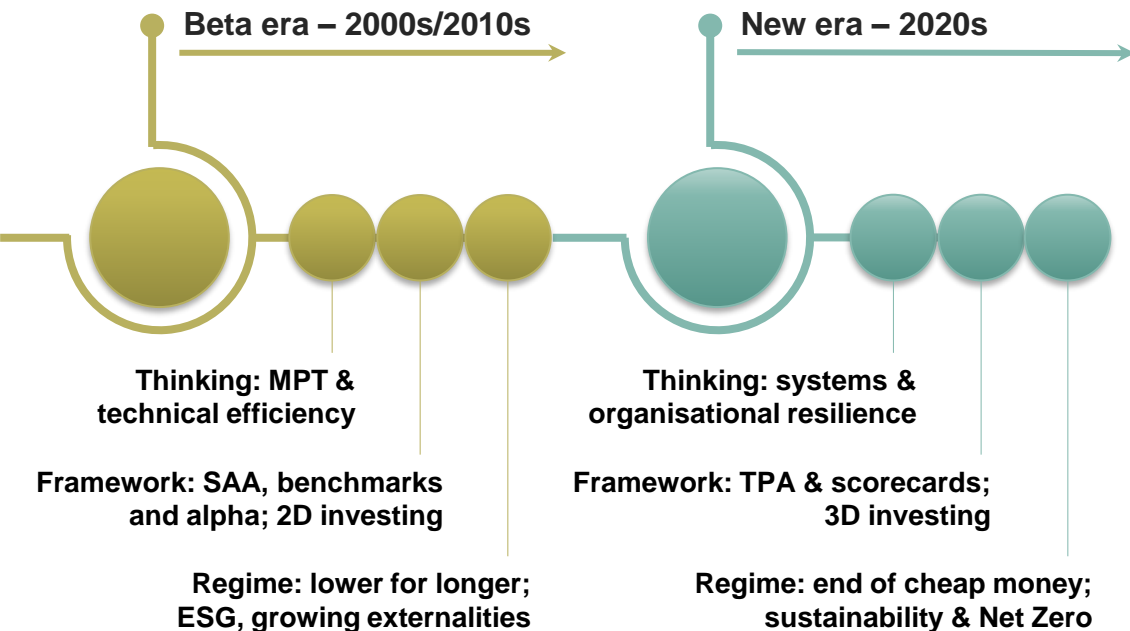 Beta era – 2000s/2010s
Thinking: MPT &
technical efficiency
Framework: SAA, benchmarks
and alpha; 2D investing
Regime: lower for longer;
ESG, growing externalities
New era – 2020s
Thinking: systems &
organisational resilience
Framework: TPA & scorecards;
3D investing
Regime: end of cheap money;
sustainability & Net Zero